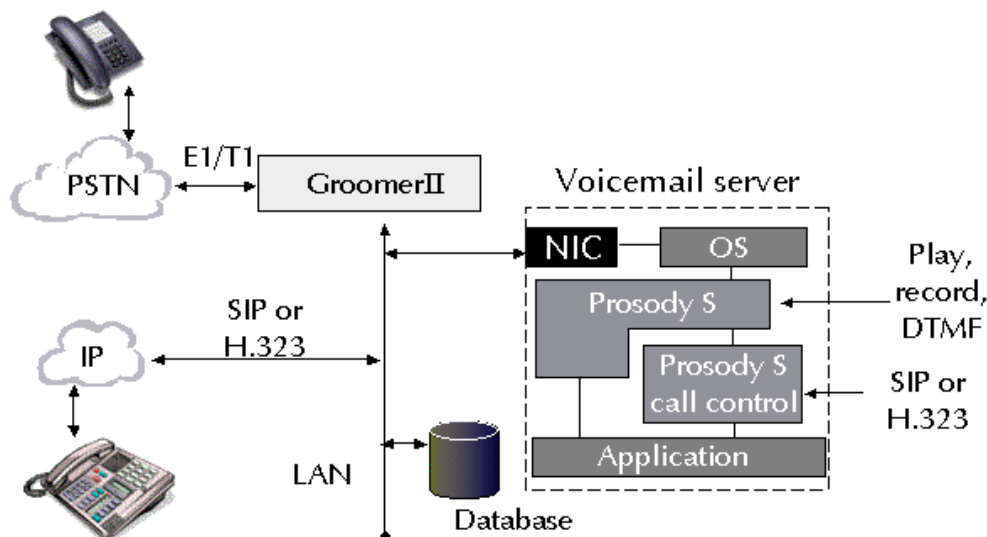 E1/T1
PSTN
GroomerII
Voicemail server
NIC
OS
Play,
record,
DTMF
Prosody S
SIP or
H.323
IP
Prosody S
call control
SIP or
H.323
Application
LAN
Database